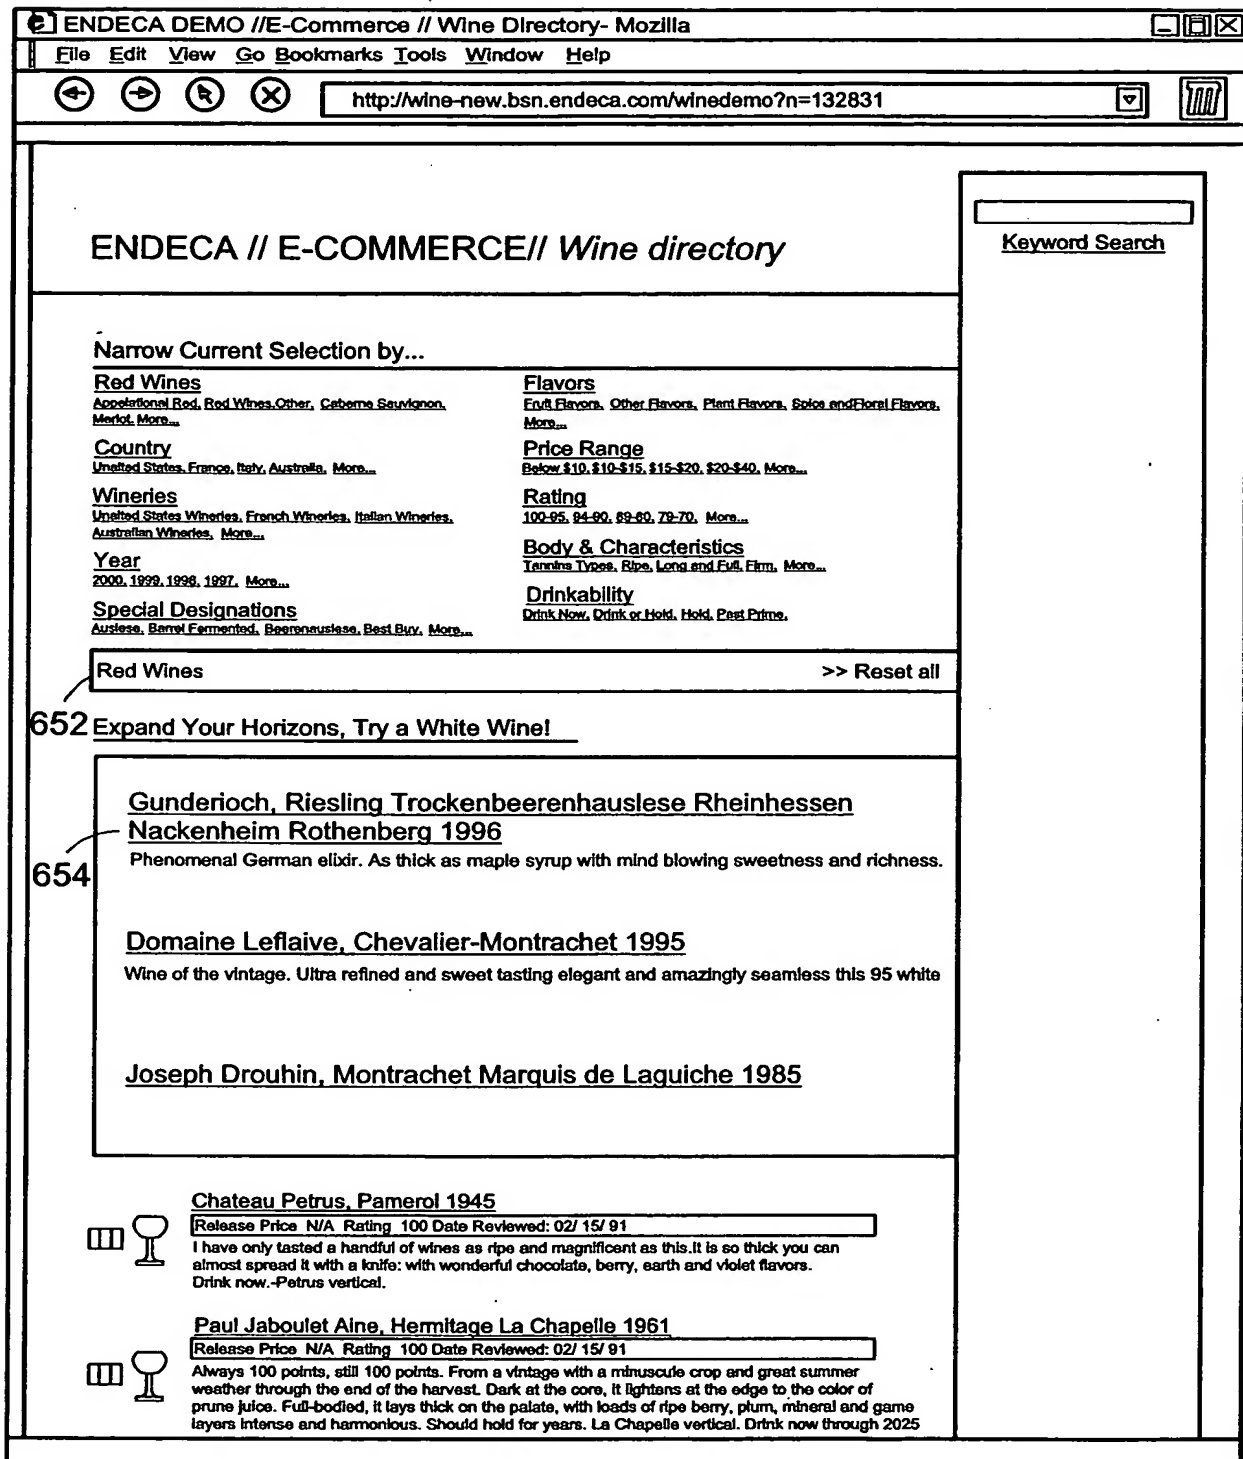 ENDECA DEMO //E-Commerce // Wine Directory- Mozilla
File Edit View Go Bookmarks Tools Window Help
http://wine-new.bsn.endeca.com/winedemo?n=132831
ENDECA // E-COMMERCE// Wine directory
Keyword Search
Narrow Current Selection by...
Red Wines
Appelational Red, Red Wines.Other, Caberne Sauvignon,
Merlot, More...
Country
Unaited States, France, Italy, Australia, More...
Wineries
Unaited States Wineries, French Wineries, Italian Wineries,
Australian Wineries, More...
Year
2000, 1999, 1998, 1997, More...
Special Designations
Auslese, Barrel Fermented, Beerenauslese, Best Buy, More...
Flavors
Fruit Flavors, Other Flavors, Plant Flavors, Spice andFloral Flavors,
More...
Price Range
Below $10, $10-$15, $15-$20, $20-$40, More...
Rating
100-95, 94-90, 89-80, 79-70, More...
Body & Characteristics
Tannins Types, Ripe, Long and Full, Firm, More...
Drinkability
Drink Now, Drink or Hold, Hold, Past Prime,
Red Wines >> Reset all
652
Expand Your Horizons, Try a White Wine!
Gunderioch, Riesling Trockenbeerenhauslese Rheinhessen
Nackenheim Rothenberg 1996
Phenomenal German elixir. As thick as maple syrup with mind blowing sweetness and richness.
654
Domaine Leflaive, Chevalier-Montrachet 1995
Wine of the vintage. Ultra refined and sweet tasting elegant and amazingly seamless this 95 white
Joseph Drouhin, Montrachet Marquis de Laguiche 1985
Chateau Petrus, Pamerol 1945
Release Price N/A Rating 100 Date Reviewed: 02/ 15/ 91
I have only tasted a handful of wines as ripe and magnificent as this.It is so thick you can
almost spread it with a knife: with wonderful chocolate, berry, earth and violet flavors.
Drink now.-Petrus vertical.
Paul Jaboulet Aine, Hermitage La Chapelle 1961
Release Price N/A Rating 100 Date Reviewed: 02/ 15/ 91
Always 100 points, still 100 points. From a vintage with a minuscule crop and great summer
weather through the end of the harvest. Dark at the core, it lightens at the edge to the color of
prune juice. Full-bodied, it lays thick on the palate, with loads of ripe berry, plum, mineral and game
layers intense and harmonious. Should hold for years. La Chapelle vertical. Drink now through 2025